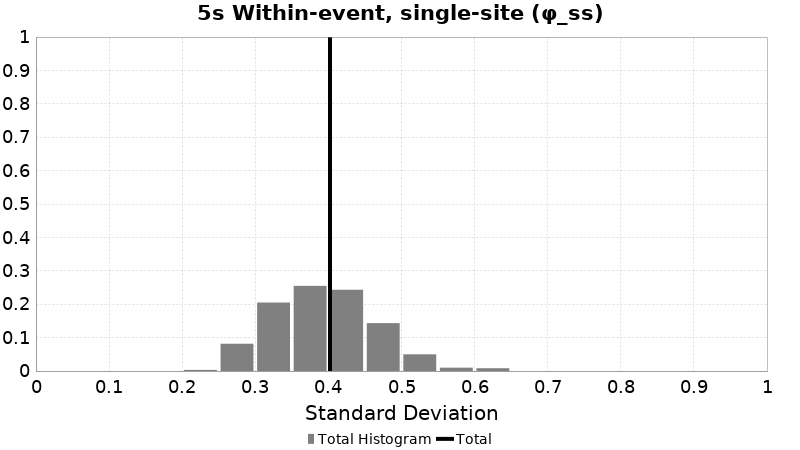 5s Within-event, single-site (φ_ss)
1
0.9
0.8
0.7
0.6
0.5
0.4
0.3
0.2
0.1
0
0 0.1 0.2 0.3 0.4 0.5 0.6 0.7 0.8 0.9 1
Standard Deviation
Total Histogram Total